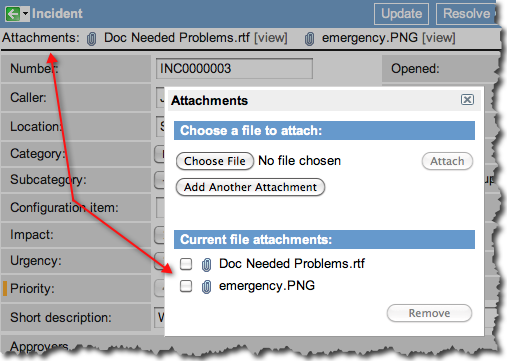 Incident Update Resolve
Attachments: Doc Needed Problems.rtf [view] emergency.PNG [view]
Number: INC0000003 Opened:
Caller:
Location:
Category:
Subcategory:
Configuration item:
Impact:
Urgency:
Priority:
Short description:
Approvers
Attachments
Choose a file to attach:
Choose File No file chosen Attach
Add Another Attachment
Current file attachments:
Doc Needed Problems.rtf
emergency.PNG
Remove